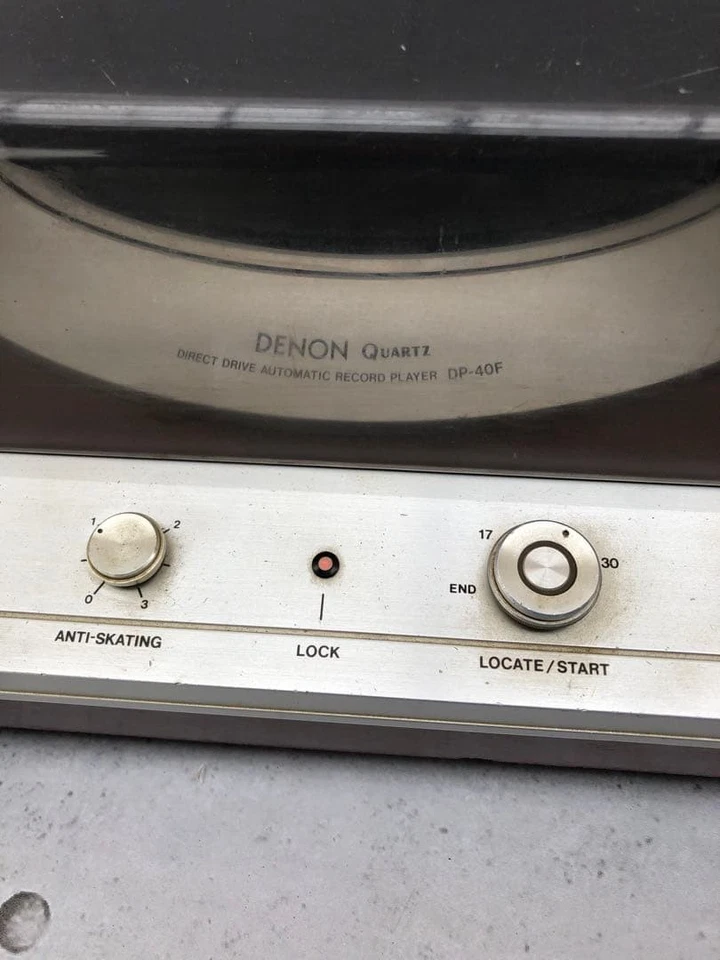 DENON QUARTZ
DIRECT DRIVE AUTOMATIC RECORD PLAYER DP-40F
1 2
0 3
ANTI-SKATING
LOCK
17
30
END
LOCATE/START